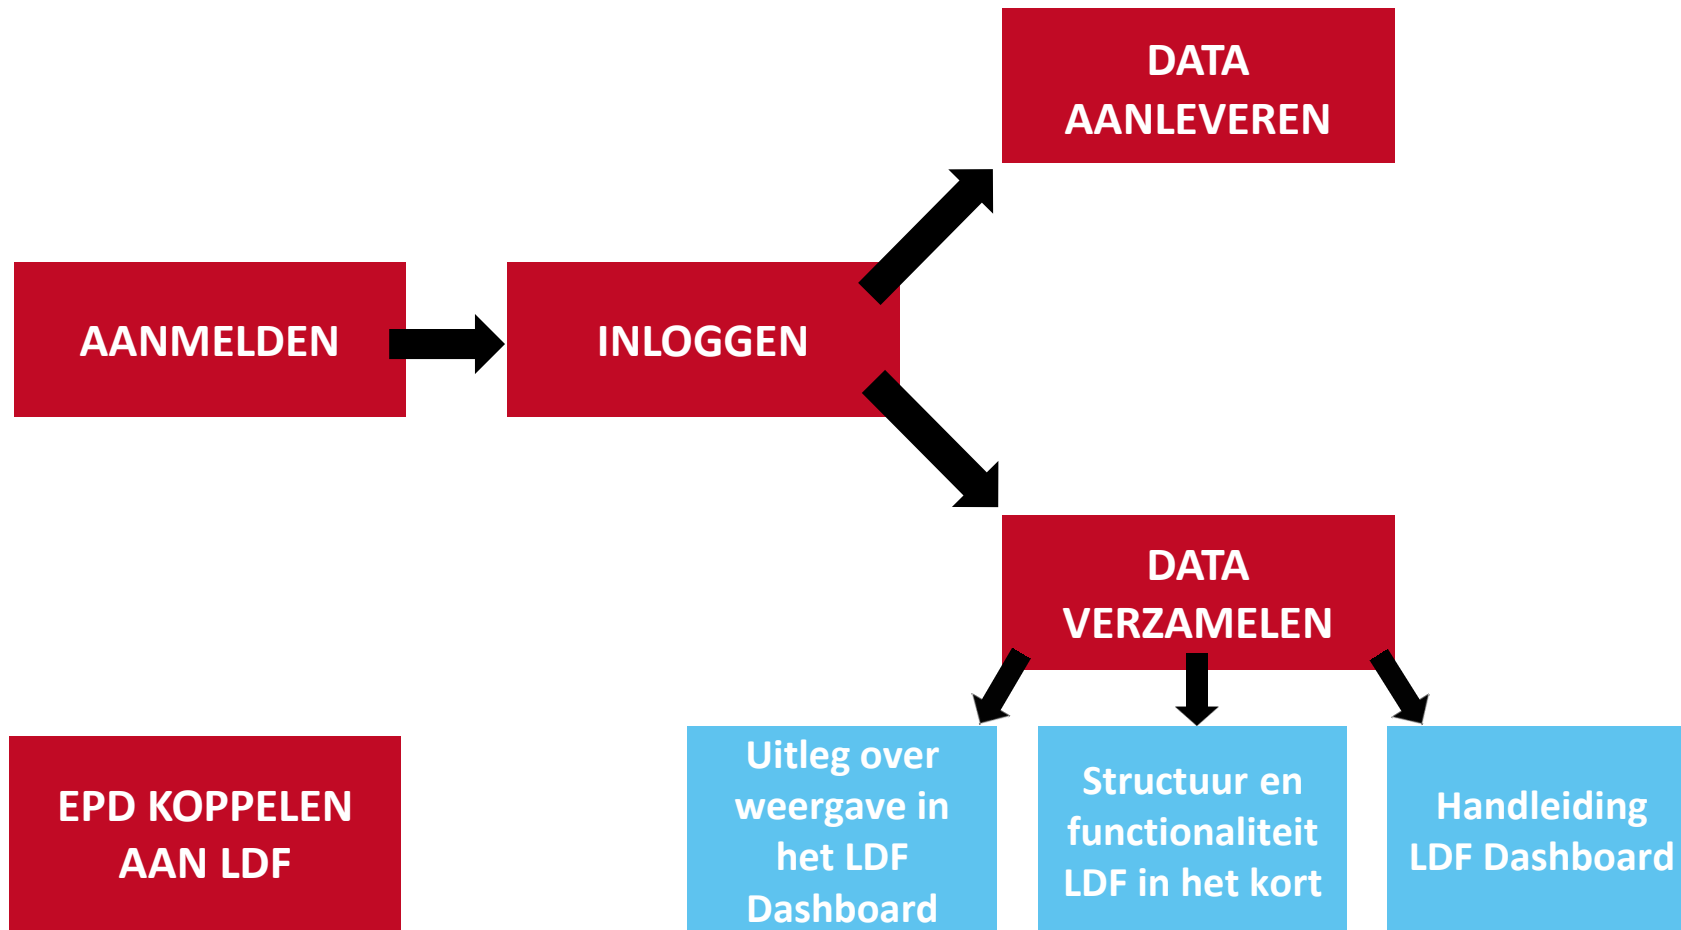 DATA
AANLEVEREN
AANMELDEN
INLOGGEN
DATA
VERZAMELEN
EPD KOPPELEN
AAN LDF
Uitleg over
weergave in
het LDF
Dashboard
Structuur en
functionaliteit
LDF in het kort
Handleiding
LDF Dashboard